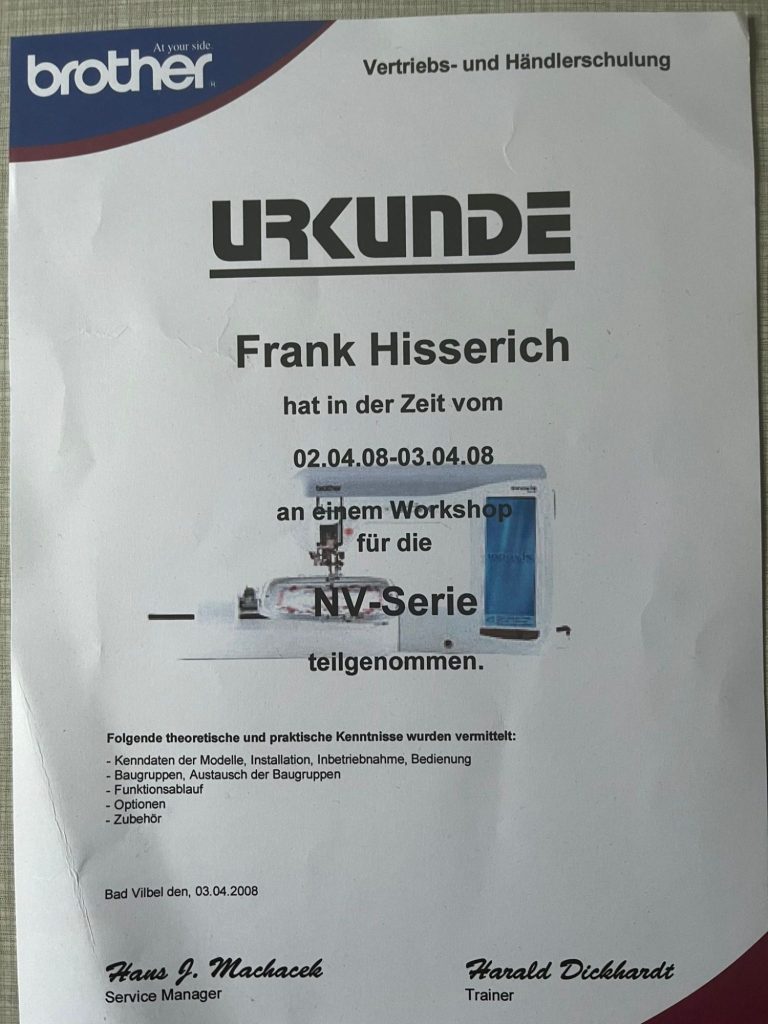 At your side.
brother
Vertriebs- und Händlerschulung
URKUNDE
Frank Hisserich
hat in der Zeit vom
02.04.08-03.04.08
brother
an einem Workshop
für die
NV-Serie
teilgenommen.
Folgende theoretische und praktische Kenntnisse wurden vermittelt:
- Kenndaten der Modelle, Installation, Inbetriebnahme, Bedienung
- Baugruppen, Austausch der Baugruppen
- Funktionsablauf
- Optionen
- Zubehör
Bad Vilbel den, 03.04.2008
Hans J. Machacek
Service Manager
Harald Dickhardt
Trainer